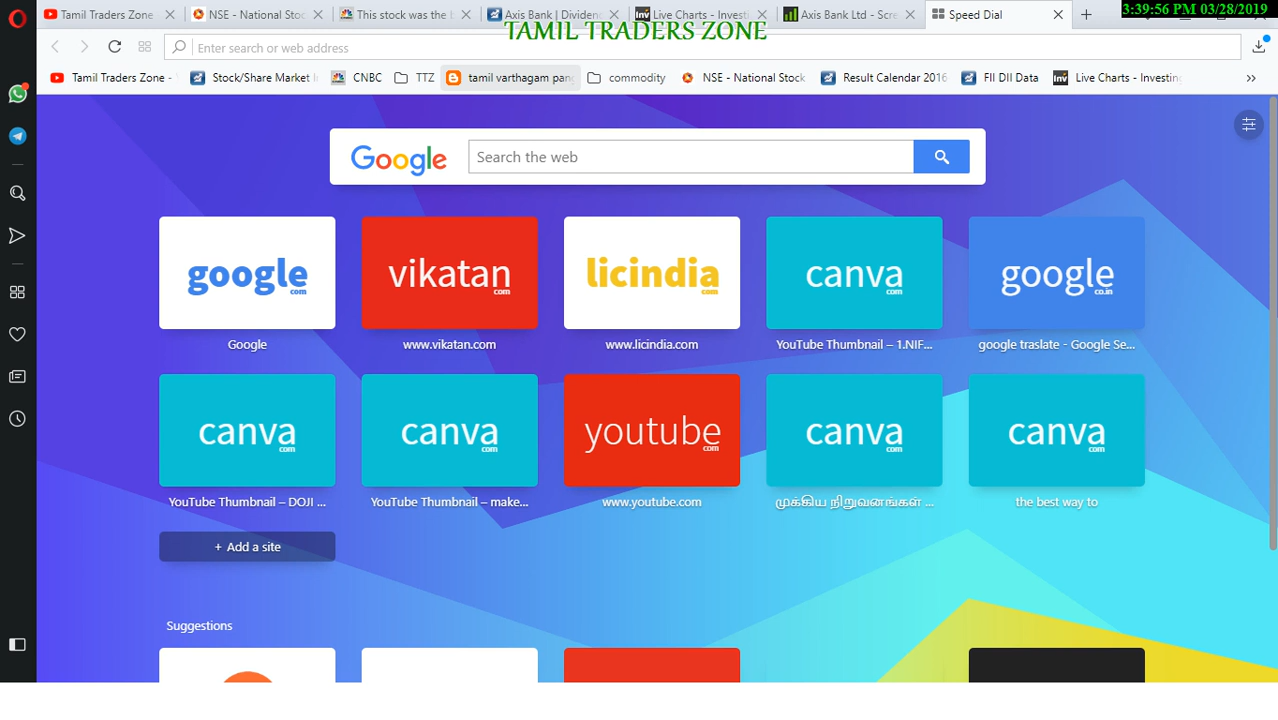 Tamil Traders Zone
NSE - National Stoc
This stock was the
Axis Bank | Dividen
Live Charts - Investi
Axis Bank Ltd - Scre
Speed Dial
3:39:56 PM 03/28/2019
TAMIL TRADERS ZONE
Enter search or web address
Tamil Traders Zone -
Stock/Share Market I
CNBC
TTZ
tamil varthagam pan
commodity
NSE - National Stock
Result Calendar 2016
FII DII Data
Inv Live Charts - Investing
Google
Search the web
google
com
vikatan
com
licindia
com
canva
com
google
co.in
Google
www.vikatan.com
www.licindia.com
YouTube Thumbnail – 1.NIF...
google traslate - Google Se...
canva
com
canva
com
youtube
com
canva
com
canva
com
YouTube Thumbnail – DOJI ...
YouTube Thumbnail – make...
www.youtube.com
முக்கிய நிறுவனங்கள் ...
the best way to
+ Add a site
Suggestions